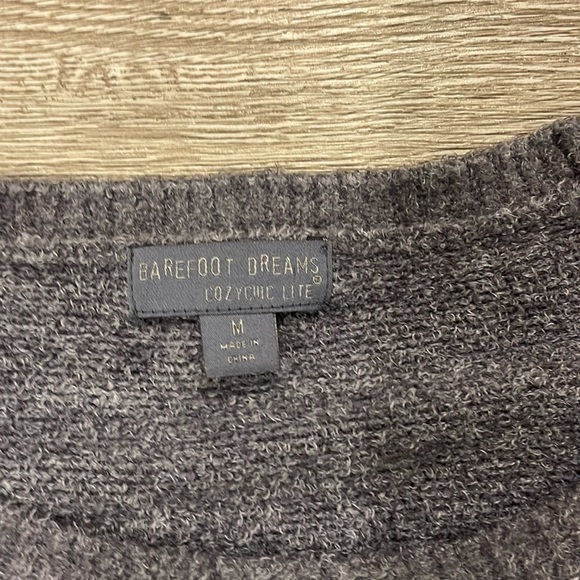 BAREFOOT DREAMS
COZYCHIC LITE®
M
MADE IN
CHINA